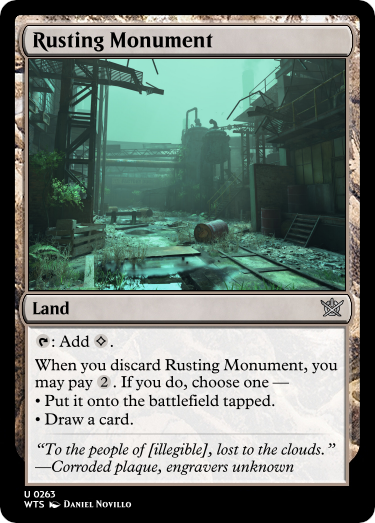 Rusting Monument
Land
: Add .
When you discard Rusting Monument, you
may pay 2 . If you do, choose one —
• Put it onto the battlefield tapped.
• Draw a card.
“To the people of [illegible], lost to the clouds.”
—Corroded plaque, engravers unknown
U 0263
WTS Daniel Novillo